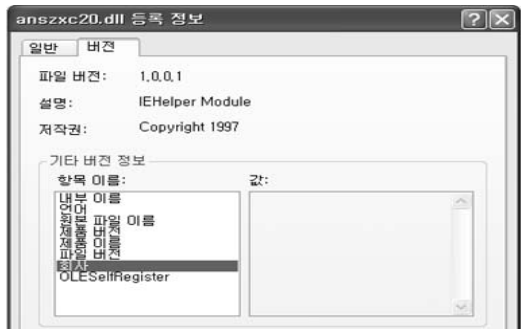 anszxc20.dll 등록 정보
일반 버전
파일 버전: 1,0,0,1
설명: IEHelper Module
저작권: Copyright 1997
기타 버전 정보
항목 이름: 값:
내부 이름
언어
원본 파일 이름
제품 버전
제품 이름
파일 버전
회사
OLESelfRegister